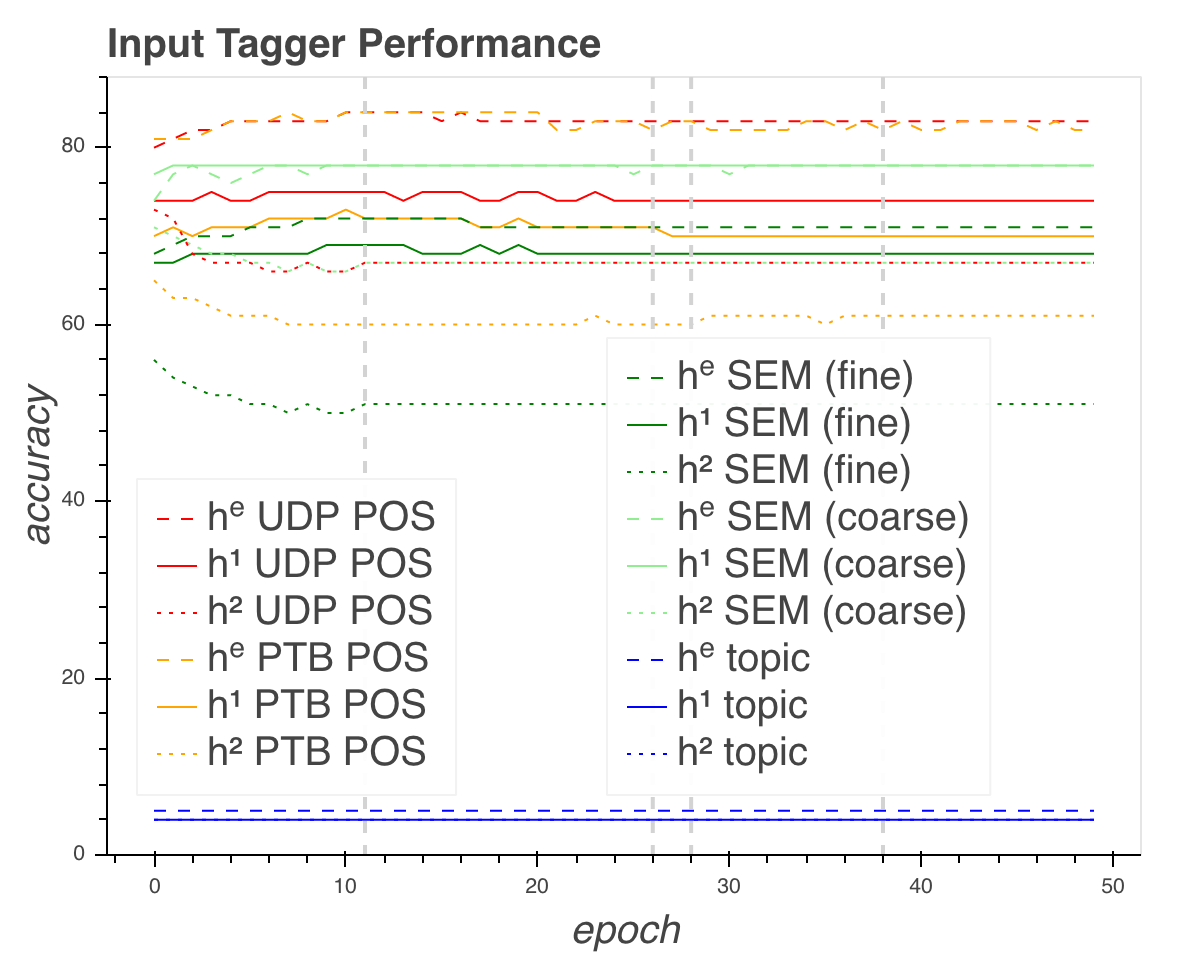 Input Tagger Performance
accuracy
80
60
40
20
0
hᵉ UDP POS
h¹ UDP POS
h² UDP POS
hᵉ PTB POS
h¹ PTB POS
h² PTB POS
hᵉ SEM (fine)
h¹ SEM (fine)
h² SEM (fine)
hᵉ SEM (coarse)
h¹ SEM (coarse)
h² SEM (coarse)
hᵉ topic
h¹ topic
h² topic
0 10 20 30 40 50
epoch